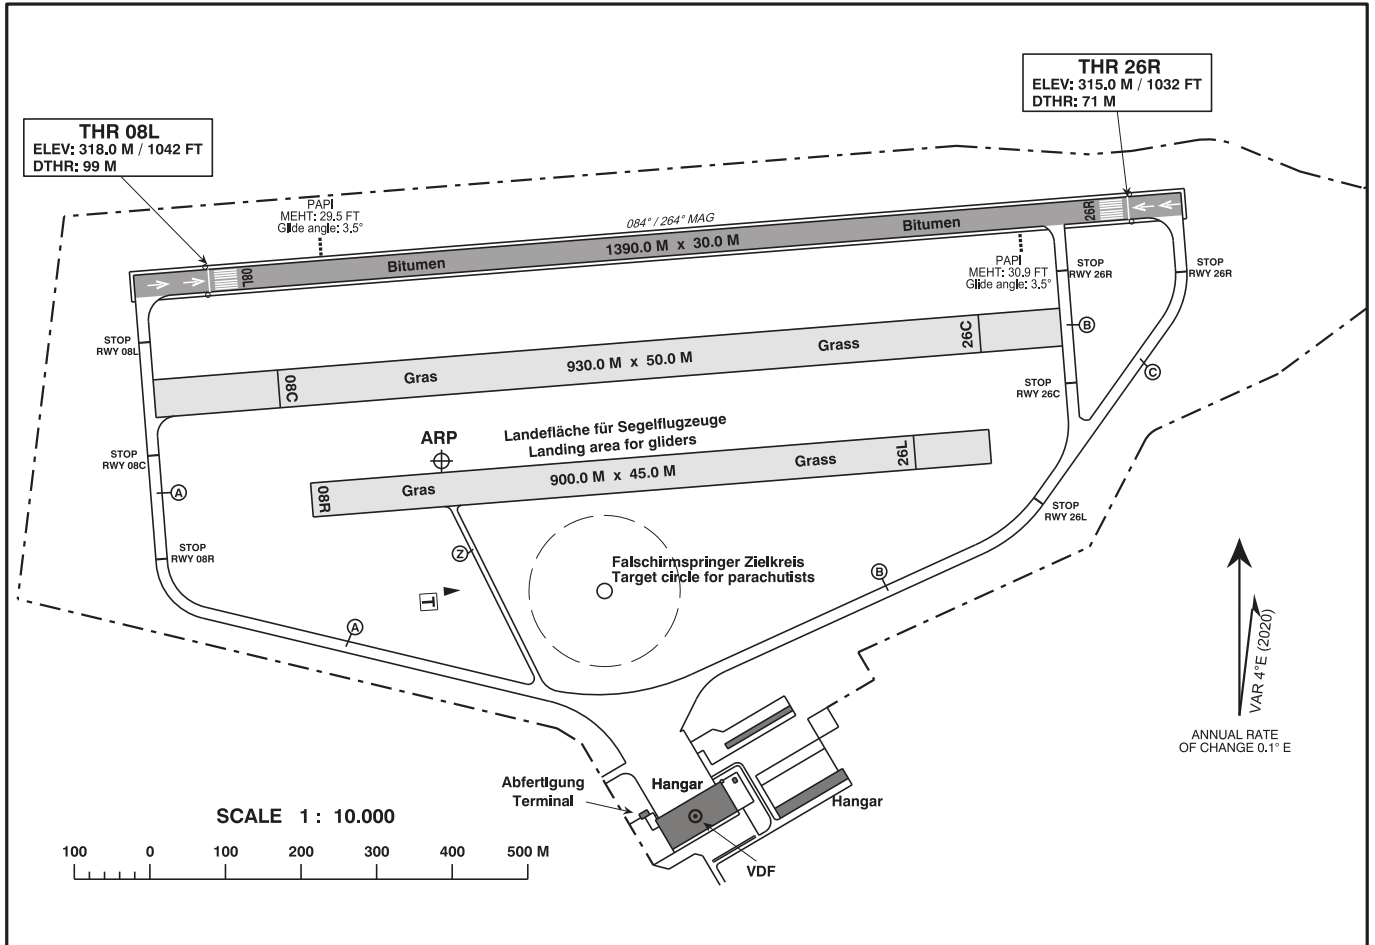 THR 26R
ELEV: 315.0 M / 1032 FT
DTHR: 71 M
THR 08L
ELEV: 318.0 M / 1042 FT
DTHR: 99 M
PAPI
MEHT: 29.5 FT
Glide angle: 3.5°
084° / 264° MAG
26R
Bitumen
1390.0 M x 30.0 M
Bitumen
08L
PAPI
MEHT: 30.9 FT
Glide angle: 3.5°
STOP
RWY 26R
STOP
RWY 26R
STOP
RWY 08L
B
26C
Grass
930.0 M x 50.0 M
Gras
08C
C
STOP
RWY 26C
ARP
Landefläche für Segelflugzeuge
Landing area for gliders
STOP
RWY 08C
26L
Grass
900.0 M x 45.0 M
Gras
08R
A
STOP
RWY 26L
STOP
RWY 08R
Z
Falschirmspringer Zielkreis
Target circle for parachutists
B
T
A
VAR 4°E (2020)
ANNUAL RATE
OF CHANGE 0.1° E
Abfertigung
Terminal
Hangar
Hangar
SCALE 1 : 10.000
100 0 100 200 300 400 500 M
VDF